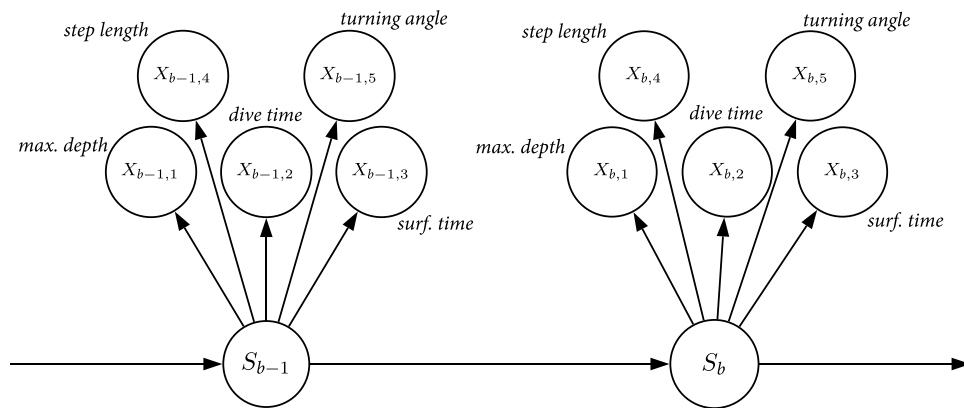 turning angle
turning angle
step length
step length
X_{b−1,4}
X_{b−1,5}
X_{b,4}
X_{b,5}
dive time
dive time
max. depth
max. depth
X_{b−1,1}
X_{b−1,2}
X_{b−1,3}
X_{b,1}
X_{b,2}
X_{b,3}
surf. time
surf. time
S_{b−1}
S_b